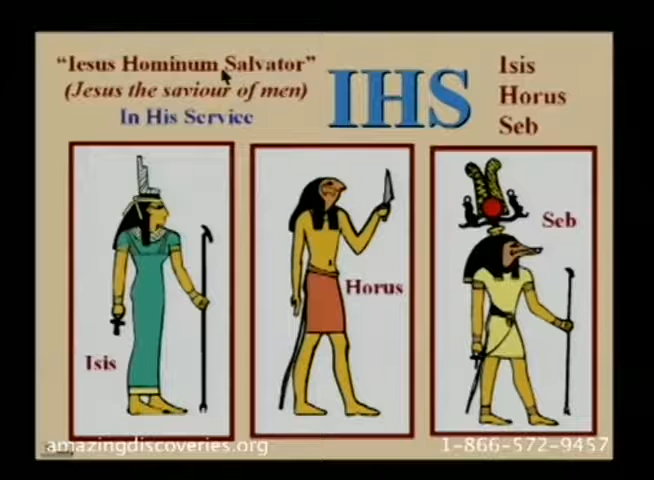 "Iesus Hominum Salvator"
(Jesus the saviour of men)
In His Service
IHS
Isis
Horus
Seb
Isis
Horus
Seb
amazingdiscoveries.org
1-866-572-9457